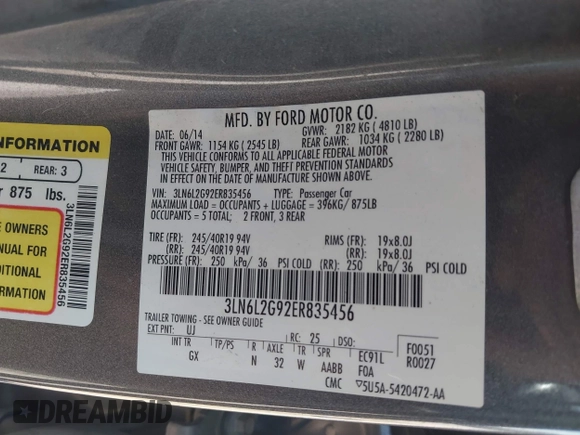 MFD. BY FORD MOTOR CO.
DATE: 06/14 GVWR: 2182 KG ( 4810 LB)
FRONT GAWR: 1154 KG ( 2545 LB) REAR GAWR: 1034 KG ( 2280 LB)
THIS VEHICLE CONFORMS TO ALL APPLICABLE FEDERAL MOTOR
VEHICLE SAFETY, BUMPER, AND THEFT PREVENTION STANDARDS
IN EFFECT ON THE DATE OF MANUFACTURE SHOWN ABOVE.
VIN: 3LN6L2G92ER835456 TYPE: Passenger Car
MAXIMUM LOAD = OCCUPANTS + LUGGAGE = 396KG/ 875LB
OCCUPANTS = 5 TOTAL; 2 FRONT, 3 REAR
TIRE (FR): 245/40R19 94V RIMS (FR): 19x8.0J
(RR): 245/40R19 94V (RR): 19x8.0J
PRESSURE (FR): 250 kPa/ 36 PSI COLD (RR): 250 kPa/ 36 PSI COLD
3LN6L2G92ER835456
TRAILER TOWING - SEE OWNER GUIDE
EXT PNT: UJ RC: 25 F0051
INT TR TP/PS R AXLE TR SPR EC91L R0027
GX N 32 W AABB F0A
CMC 5U5A-5420472-AA
INFORMATION
2 REAR: 3
875 lbs.
OWNERS
MANUAL FOR
ADDITIONAL
INFORMATION
3LN6L2G92ER835456
DREAMBID